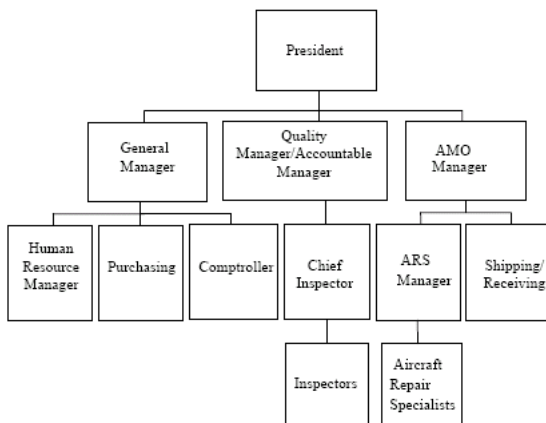 President
General
Manager
Quality
Manager/Accountable
Manager
AMO
Manager
Human
Resource
Manager
Purchasing
Comptroller
Chief
Inspector
ARS
Manager
Shipping/
Receiving
Inspectors
Aircraft
Repair
Specialists